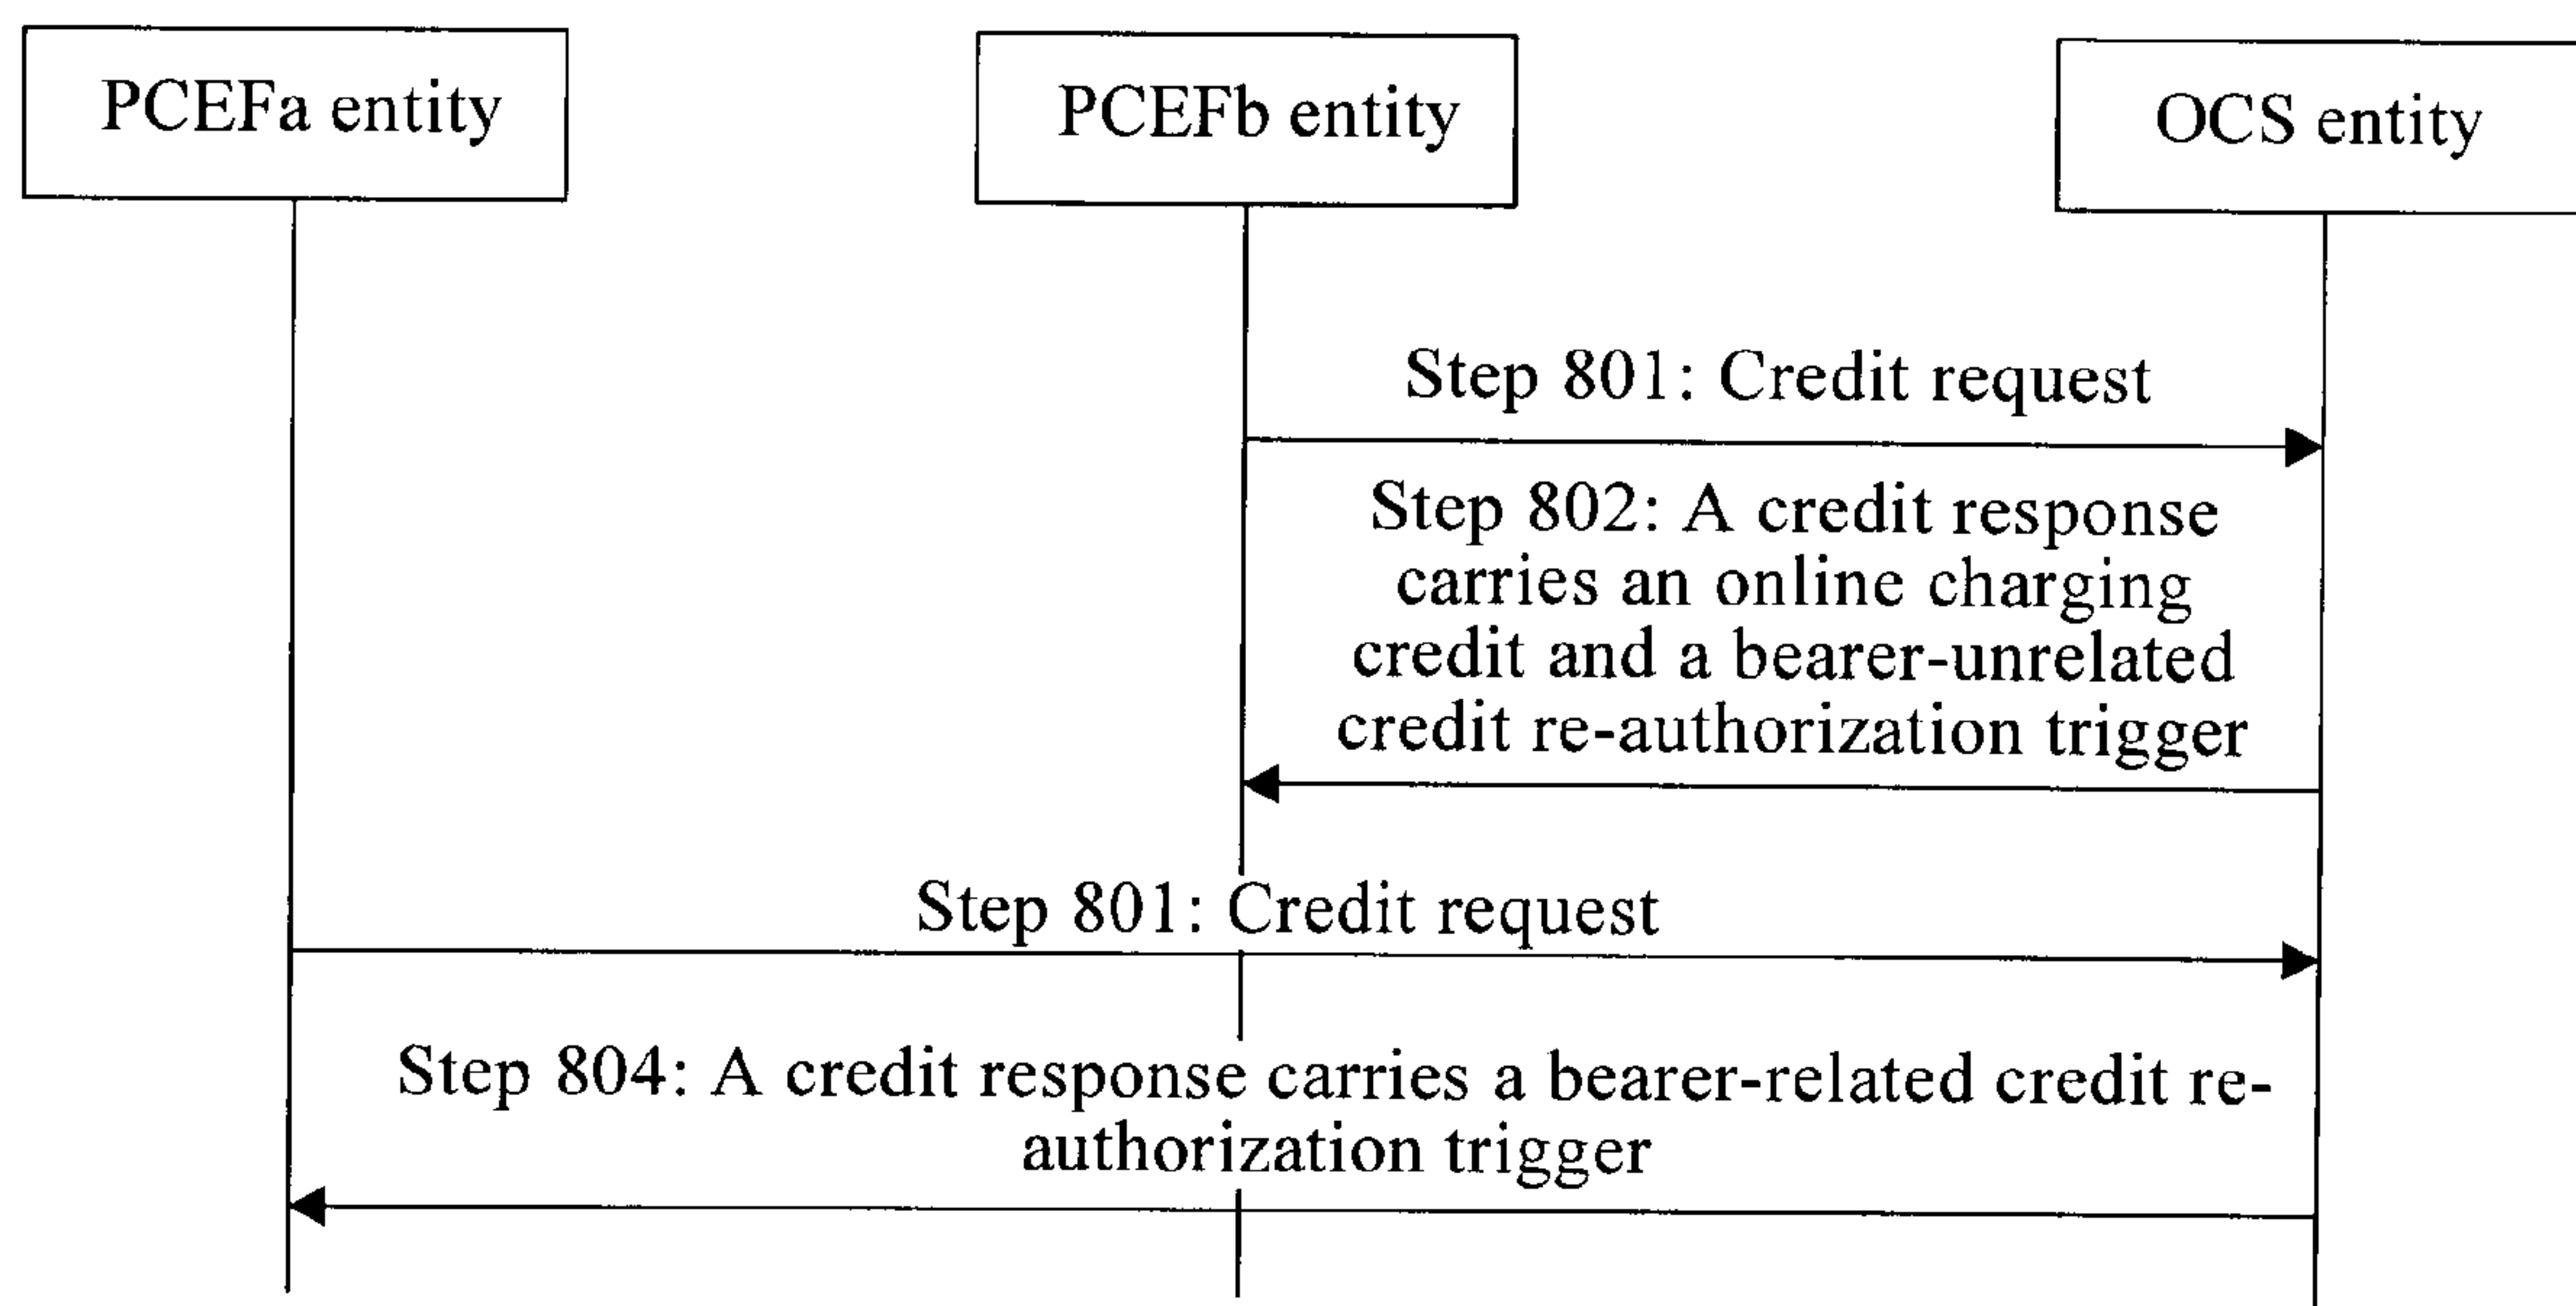 PCEFa entity
PCEFb entity
OCS entity
Step 801: Credit request
Step 802: A credit response
carries an online charging
credit and a bearer-unrelated
credit re-authorization trigger
Step 801: Credit request
Step 804: A credit response carries a bearer-related credit re-
authorization trigger